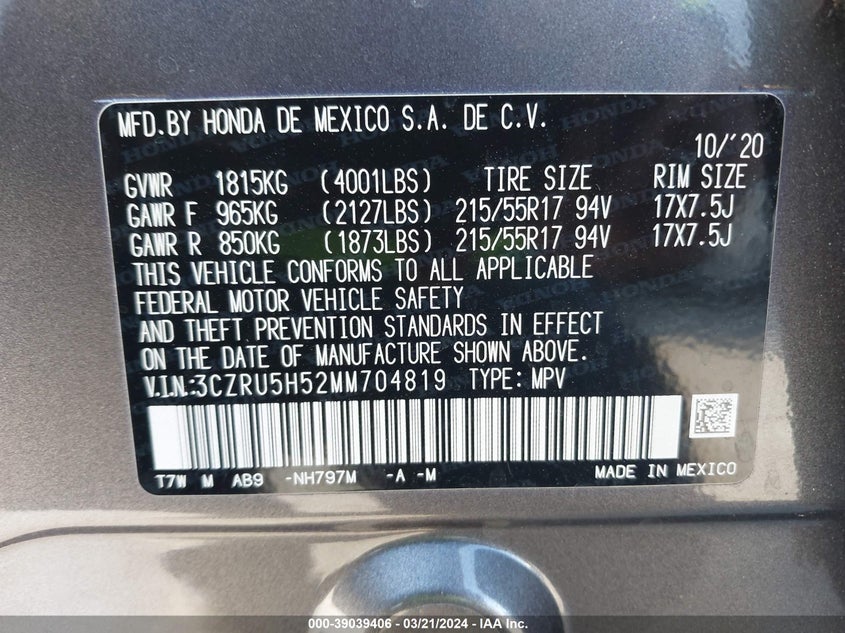 MFD.BY HONDA DE MEXICO S.A. DE C.V.
10/'20
GVWR 1815KG (4001LBS) TIRE SIZE RIM SIZE
GAWR F 965KG (2127LBS) 215/55R17 94V 17X7.5J
GAWR R 850KG (1873LBS) 215/55R17 94V 17X7.5J
THIS VEHICLE CONFORMS TO ALL APPLICABLE
FEDERAL MOTOR VEHICLE SAFETY
AND THEFT PREVENTION STANDARDS IN EFFECT
ON THE DATE OF MANUFACTURE SHOWN ABOVE.
V.I.N:3CZRU5H52MM704819 TYPE: MPV
T7W M AB9 -NH797M -A -M MADE IN MEXICO
000-39039406 - 03/21/2024 - IAA Inc.